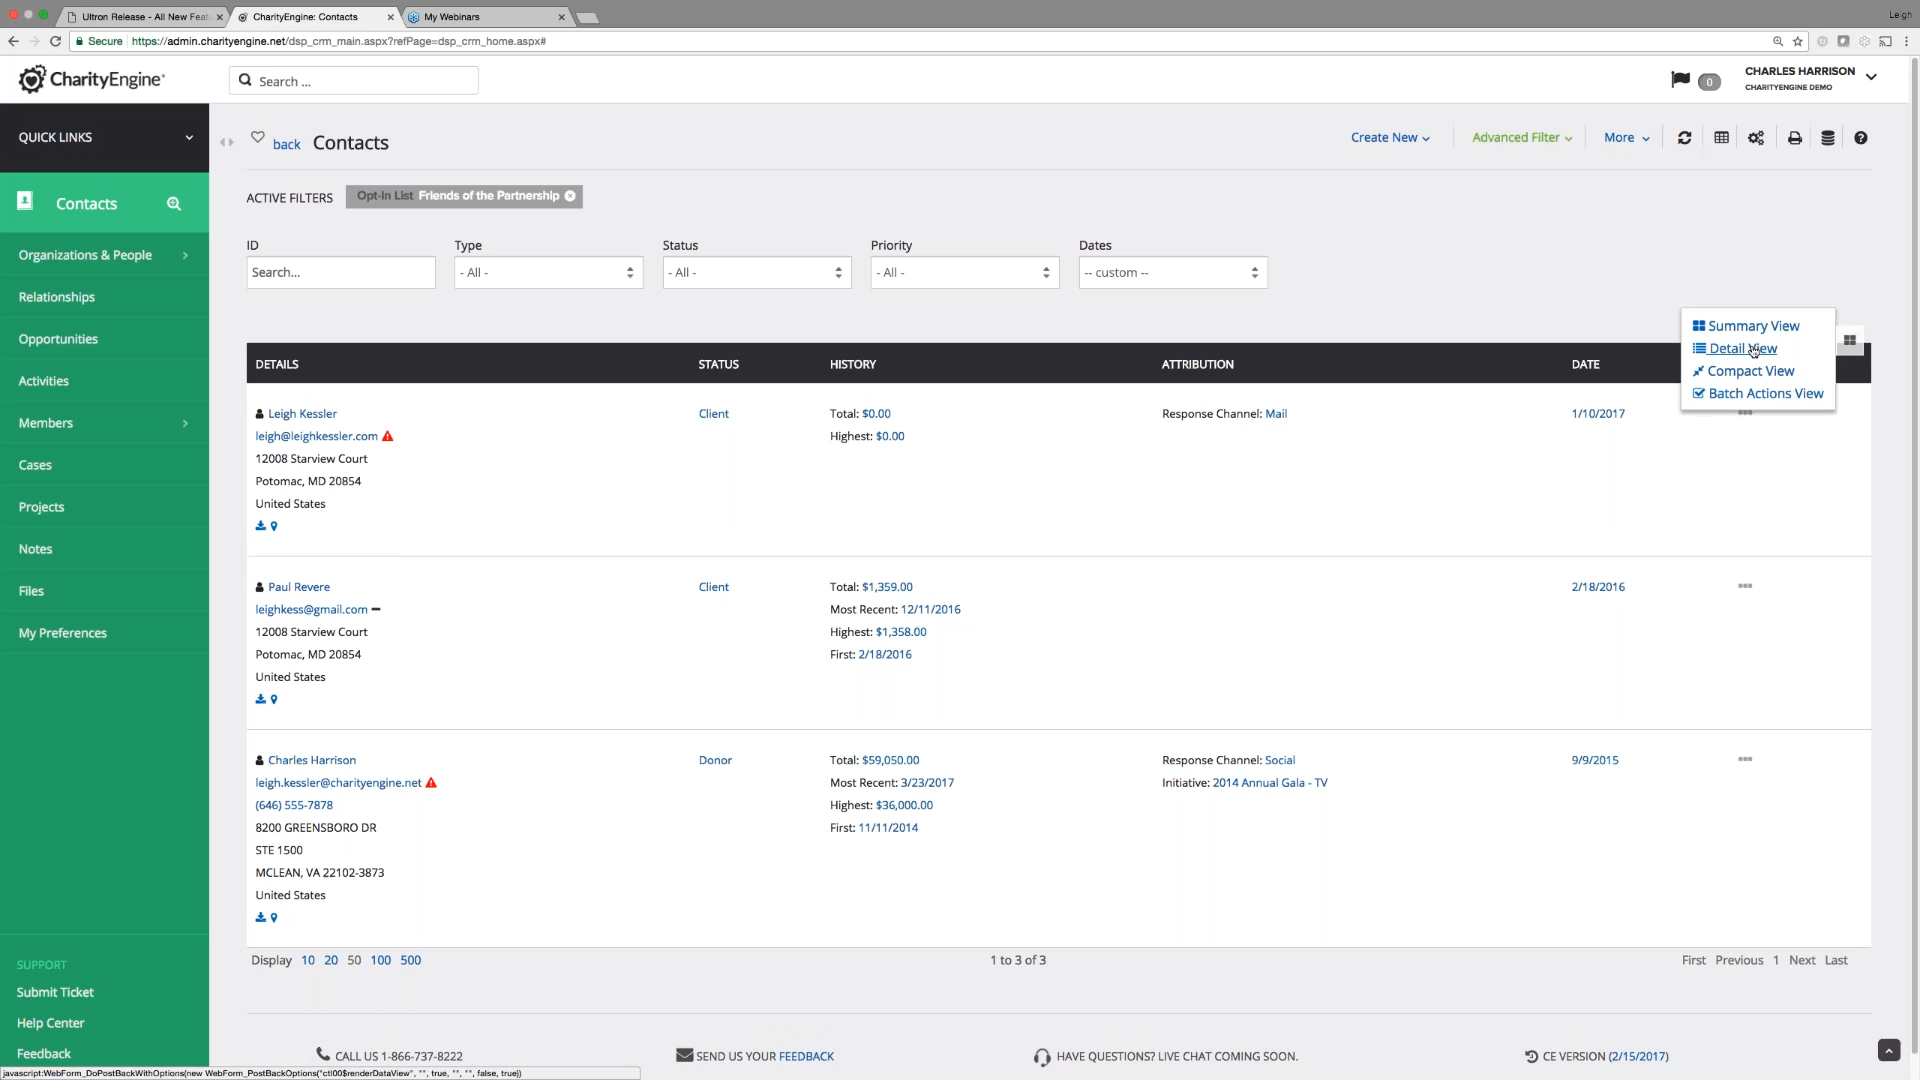 Ultron Release - All New Feat
CharityEngine: Contacts
My Webinars
Leigh
Secure
https://admin.charityengine.net/dsp_crm_main.aspx?refPage=dsp_crm_home.aspx#
CharityEngine
Search ...
0
CHARLES HARRISON
CHARITYENGINE DEMO
QUICK LINKS
back
Contacts
Create New
Advanced Filter
More
Contacts
Organizations & People
Relationships
Opportunities
Activities
Members
Cases
Projects
Notes
Files
My Preferences
SUPPORT
Submit Ticket
Help Center
Feedback
ACTIVE FILTERS
Opt-In List Friends of the Partnership
ID
Type
Status
Priority
Dates
Search...
- All -
- All -
- All -
-- custom --
Summary View
Detail View
Compact View
Batch Actions View
DETAILS
STATUS
HISTORY
ATTRIBUTION
DATE
Leigh Kessler
leigh@leighkessler.com
12008 Starview Court
Potomac, MD 20854
United States
Client
Total: $0.00
Highest: $0.00
Response Channel: Mail
1/10/2017
Paul Revere
leighkess@gmail.com
12008 Starview Court
Potomac, MD 20854
United States
Client
Total: $1,359.00
Most Recent: 12/11/2016
Highest: $1,358.00
First: 2/18/2016
2/18/2016
Charles Harrison
leigh.kessler@charityengine.net
(646) 555-7878
8200 GREENSBORO DR
STE 1500
MCLEAN, VA 22102-3873
United States
Donor
Total: $59,050.00
Most Recent: 3/23/2017
Highest: $36,000.00
First: 11/11/2014
Response Channel: Social
Initiative: 2014 Annual Gala - TV
9/9/2015
Display 10 20 50 100 500
1 to 3 of 3
First Previous 1 Next Last
CALL US 1-866-737-8222
SEND US YOUR FEEDBACK
HAVE QUESTIONS? LIVE CHAT COMING SOON.
CE VERSION (2/15/2017)
javascript:WebForm_DoPostBackWithOptions(new WebForm_PostBackOptions("ctl00$renderDataView", "", true, "", "", false, true))